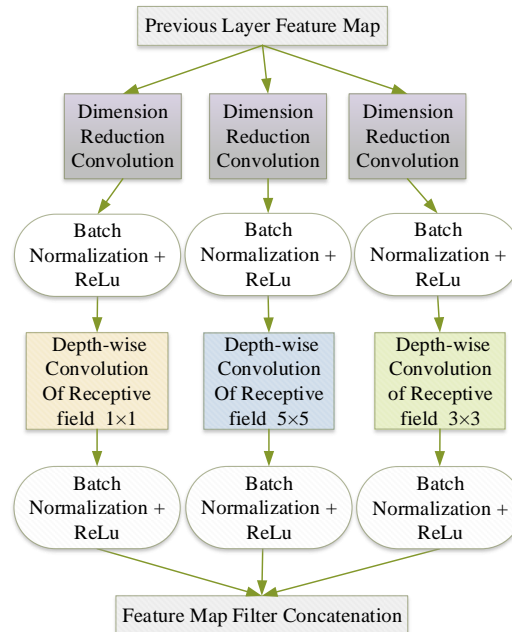 Previous Layer Feature Map
Dimension
Reduction
Convolution
Dimension
Reduction
Convolution
Dimension
Reduction
Convolution
Batch
Normalization +
ReLu
Batch
Normalization +
ReLu
Batch
Normalization +
ReLu
Depth-wise
Convolution
Of Receptive
field 1×1
Depth-wise
Convolution
Of Receptive
field 5×5
Depth-wise
Convolution
of Receptive
field 3×3
Batch
Normalization +
ReLu
Batch
Normalization +
ReLu
Batch
Normalization +
ReLu
Feature Map Filter Concatenation